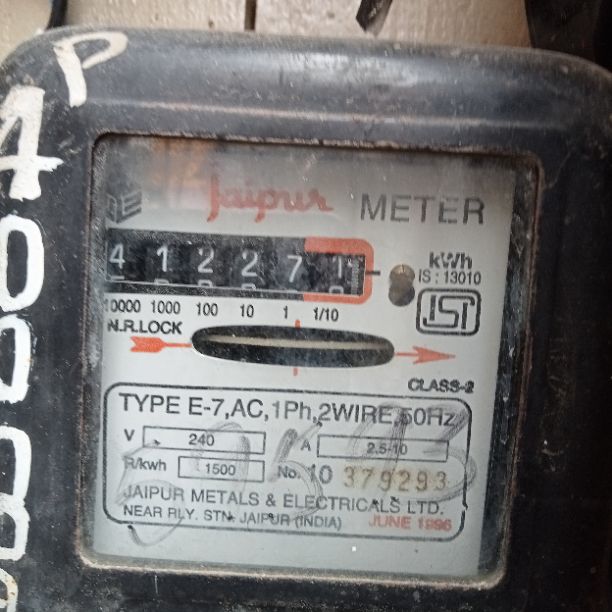 P
4
0
0
Jaipur METER
4 1 2 2 7 1
kWh
IS : 13010
10000 1000 100 10 1 1/10
N.R.LOCK
ISI
CLASS-2
TYPE E-7,AC,1Ph,2WIRE,50Hz
V 240 A 2.5-10
R/kwh 1500 No. 10 379293
JAIPUR METALS & ELECTRICALS LTD.
NEAR RLY. STN. JAIPUR (INDIA) JUNE 1996